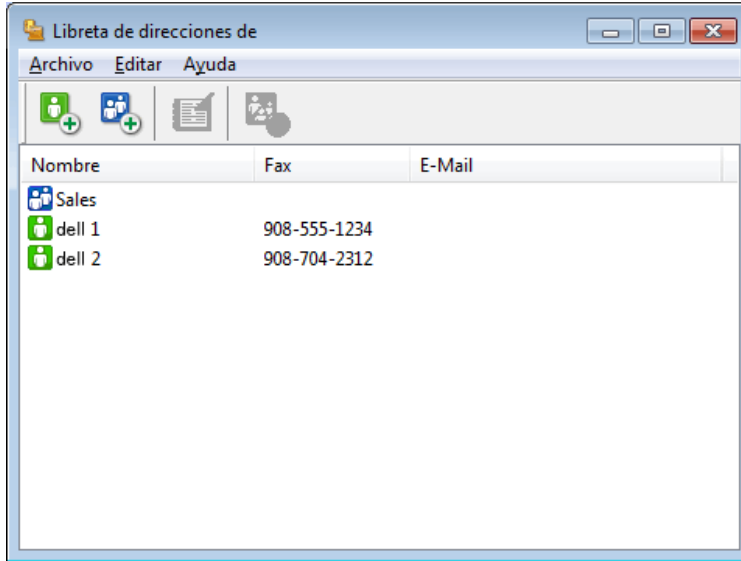 Libreta de direcciones de
Archivo Editar Ayuda
Nombre Fax E-Mail
Sales
dell 1 908-555-1234
dell 2 908-704-2312